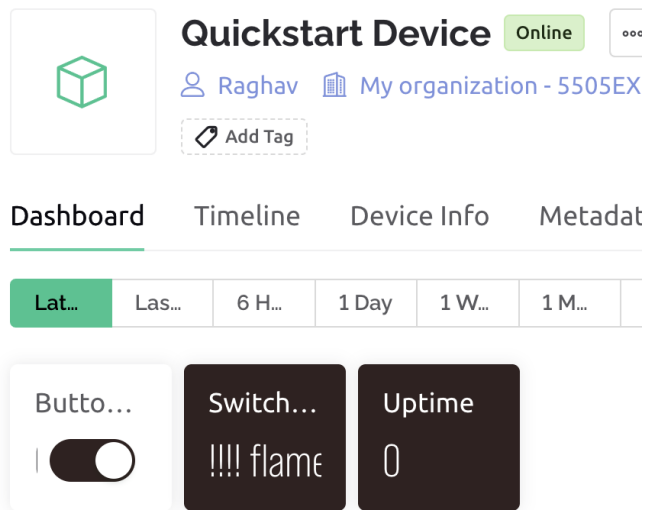 Quickstart Device Online
Raghav My organization - 5505EX
Add Tag
Dashboard Timeline Device Info Metadat
Lat... Las... 6 H... 1 Day 1 W... 1 M...
Butto... Switch... Uptime
!!!! flame 0